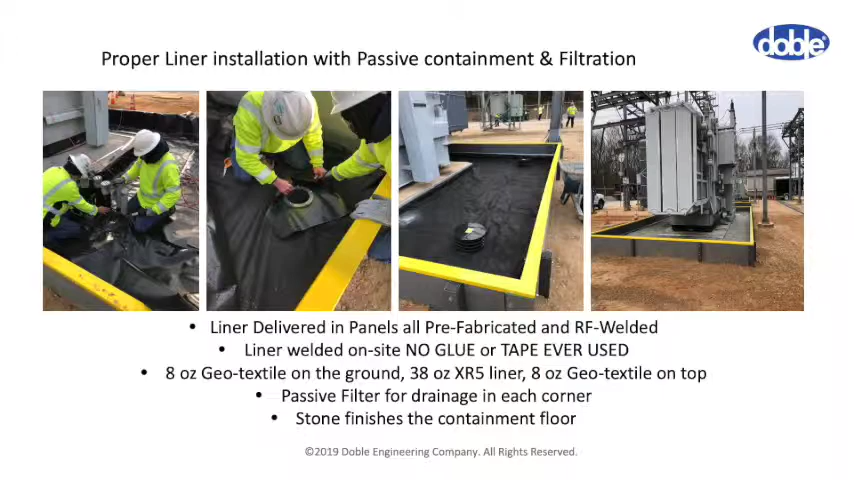 doble
Proper Liner installation with Passive containment & Filtration
• Liner Delivered in Panels all Pre-Fabricated and RF-Welded
• Liner welded on-site NO GLUE or TAPE EVER USED
• 8 oz Geo-textile on the ground, 38 oz XR5 liner, 8 oz Geo-textile on top
• Passive Filter for drainage in each corner
• Stone finishes the containment floor
©2019 Doble Engineering Company. All Rights Reserved.